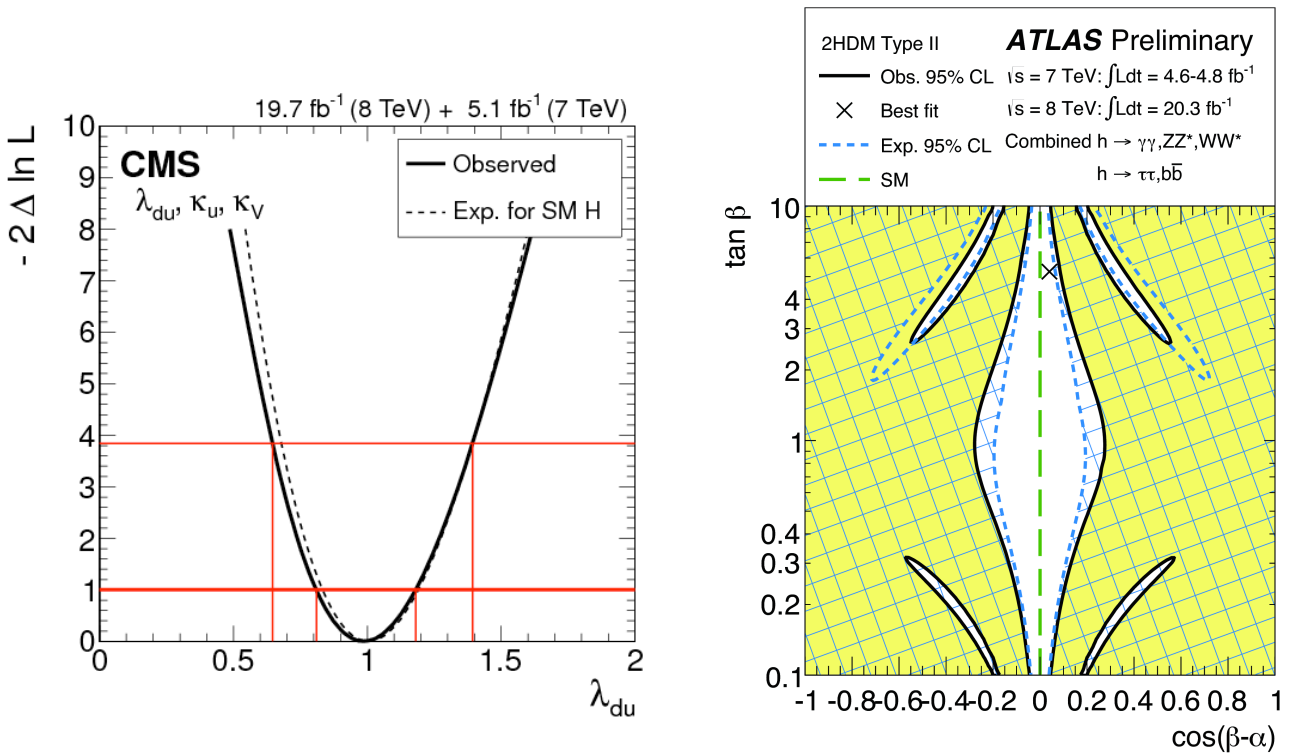 19.7 fb⁻¹ (8 TeV) + 5.1 fb⁻¹ (7 TeV)
- 2 Δ ln L
CMS
λdu, κu, κV
Observed
Exp. for SM H
10
9
8
7
6
5
4
3
2
1
0
0 0.5 1 1.5 2
λdu
2HDM Type II
ATLAS Preliminary
Obs. 95% CL
√s = 7 TeV: ∫Ldt = 4.6-4.8 fb⁻¹
Best fit
√s = 8 TeV: ∫Ldt = 20.3 fb⁻¹
Exp. 95% CL
Combined h → γγ,ZZ*,WW*
SM
h → ττ,bb̅
tan β
10
4
3
2
1
0.4
0.3
0.2
0.1
-1 -0.8 -0.6 -0.4 -0.2 0 0.2 0.4 0.6 0.8 1
cos(β-α)